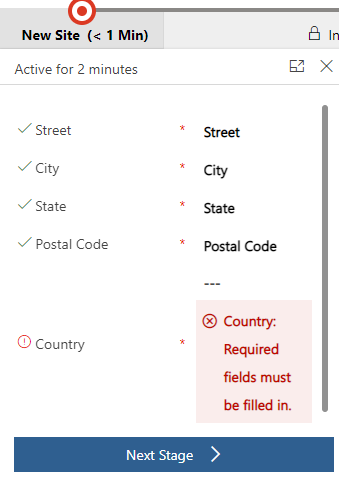 New Site (< 1 Min)
In
Active for 2 minutes
Street * Street
City * City
State * State
Postal Code * Postal Code
---
Country: 
Required
Country * fields must
be filled in.
Next Stage